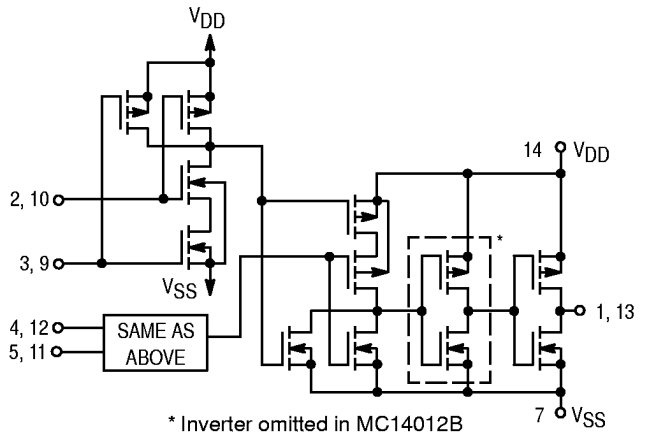 VDD
14
VDD
2, 10
*
3, 9
VSS
1, 13
4, 12
5, 11
SAME AS
ABOVE
7
VSS
* Inverter omitted in MC14012B